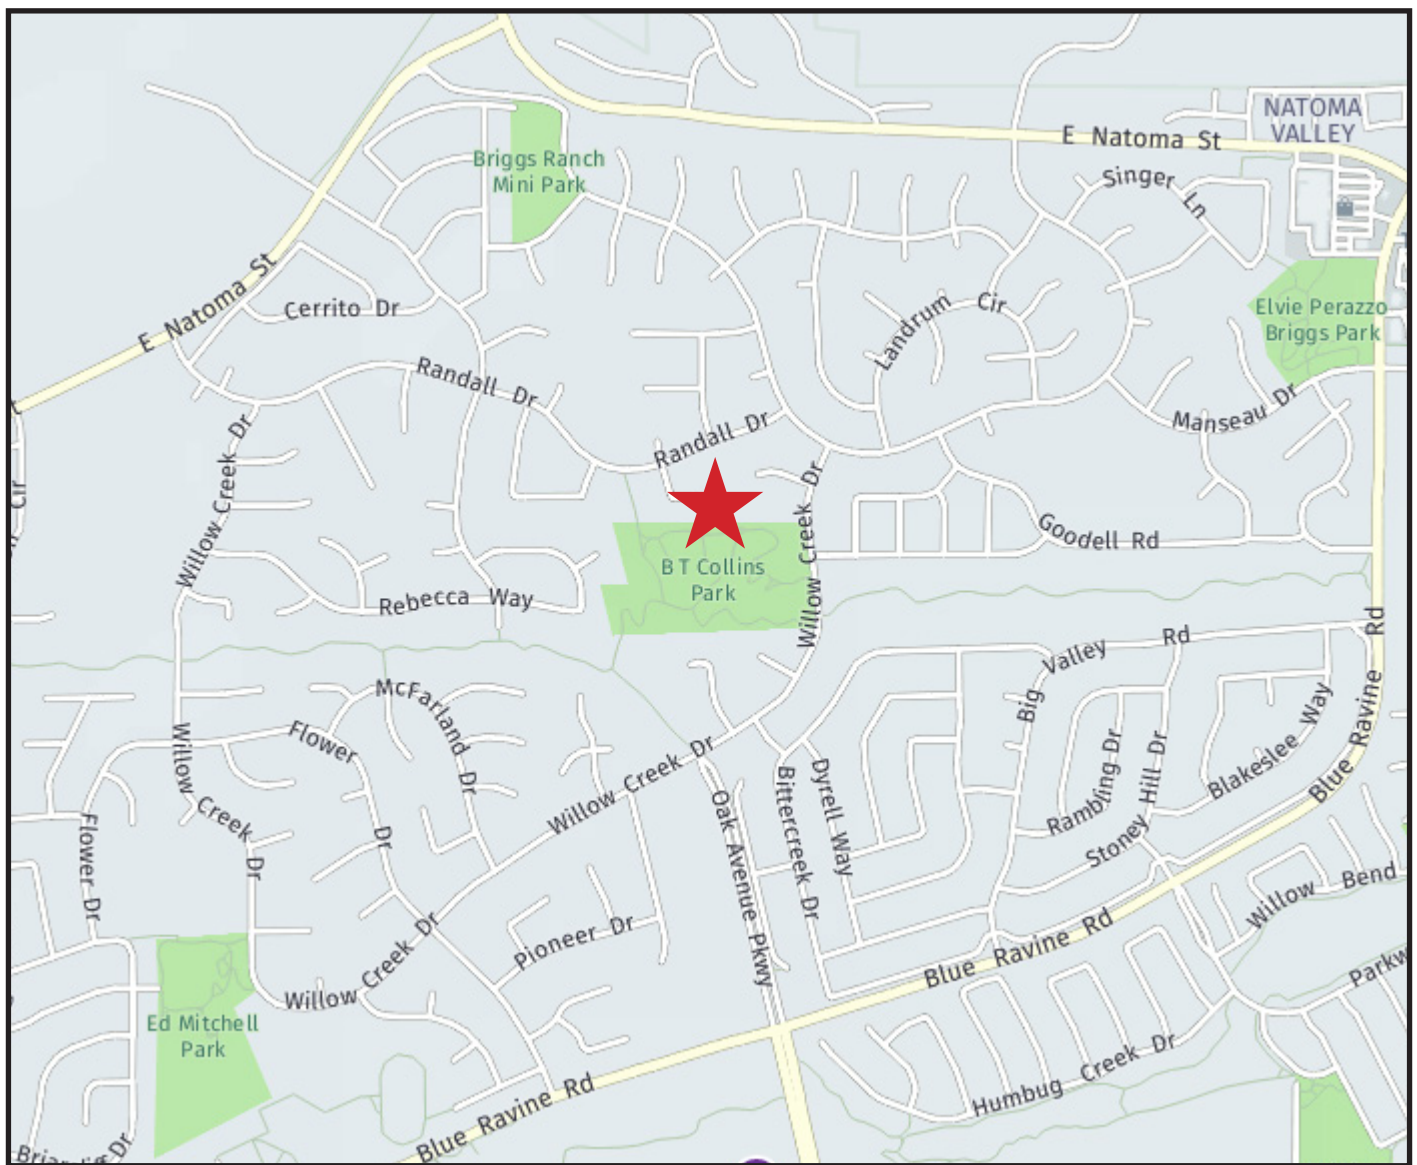 NATOMA
VALLEY
E Natoma St
Briggs Ranch
Mini Park
Singer Ln
E Natoma St
Cerrito Dr
Landrum Cir
Elvie Perazzo
Briggs Park
Randall Dr
Manseau Dr
Randall Dr
Willow Creek Dr
Cir
Willow Creek Dr
Goodell Rd
B T Collins
Park
Rebecca Way
Big Valley Rd
Blue Ravine Rd
McFarland Dr
Flower Dr
Willow Creek Dr
Willow Creek Dr
Oak Avenue Pkwy
Bittercreek Dr
Dyrell Way
Rambling Dr
Stoney Hill Dr
Blakeslee Way
Flower Dr
Willow Bend
Pioneer Dr
Willow Creek Dr
Blue Ravine Rd
Ed Mitchell
Park
Humbug Creek Dr
Parkw
Blue Ravine Rd
Dr